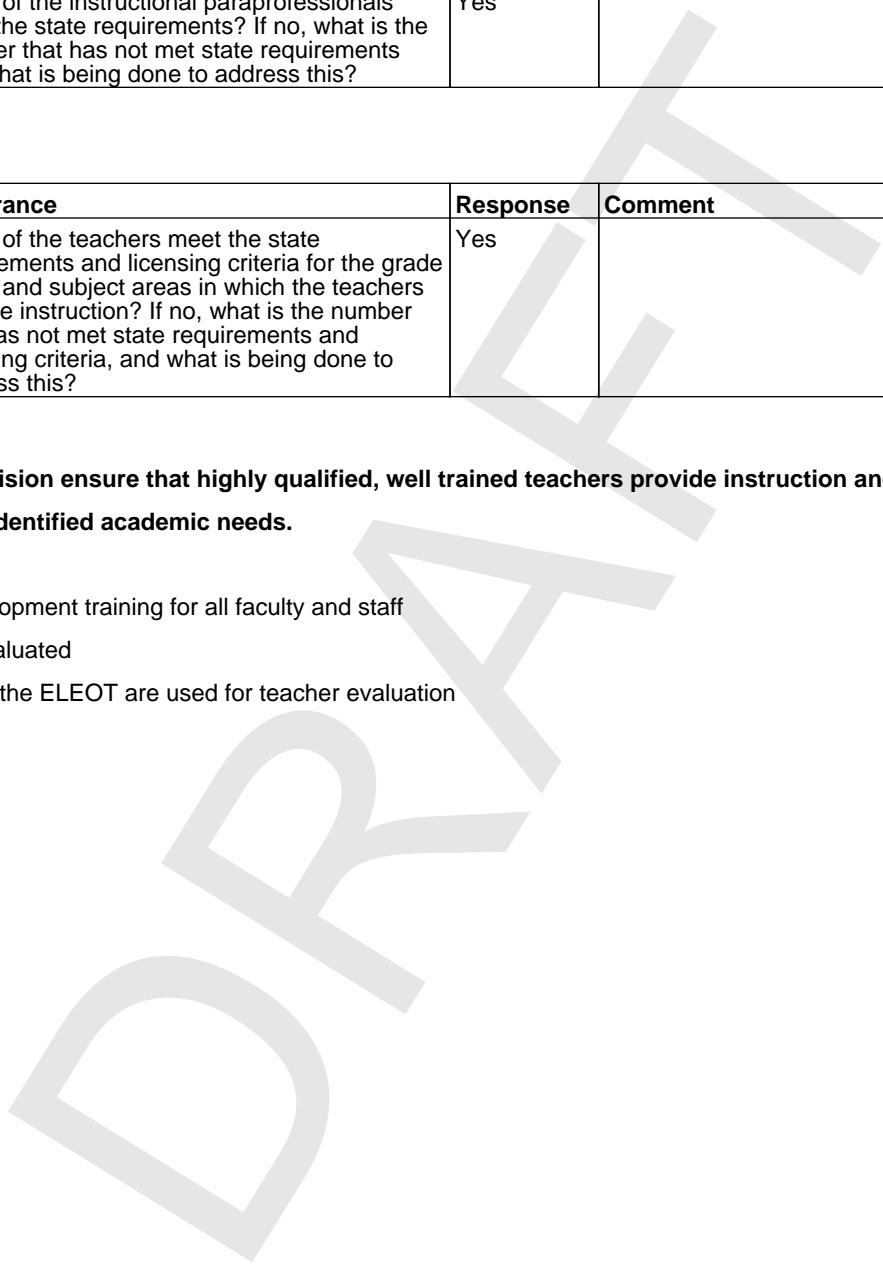 of the instructional paraprofessionals
the state requirements? If no, what is the
er that has not met state requirements
hat is being done to address this?
Yes
rance
Response
Comment
of the teachers meet the state
ements and licensing criteria for the grade
and subject areas in which the teachers
e instruction? If no, what is the number
as not met state requirements and
ng criteria, and what is being done to
ss this?
Yes
ision ensure that highly qualified, well trained teachers provide instruction an
dentified academic needs.
opment training for all faculty and staff
aluated
the ELEOT are used for teacher evaluation
DRAFT